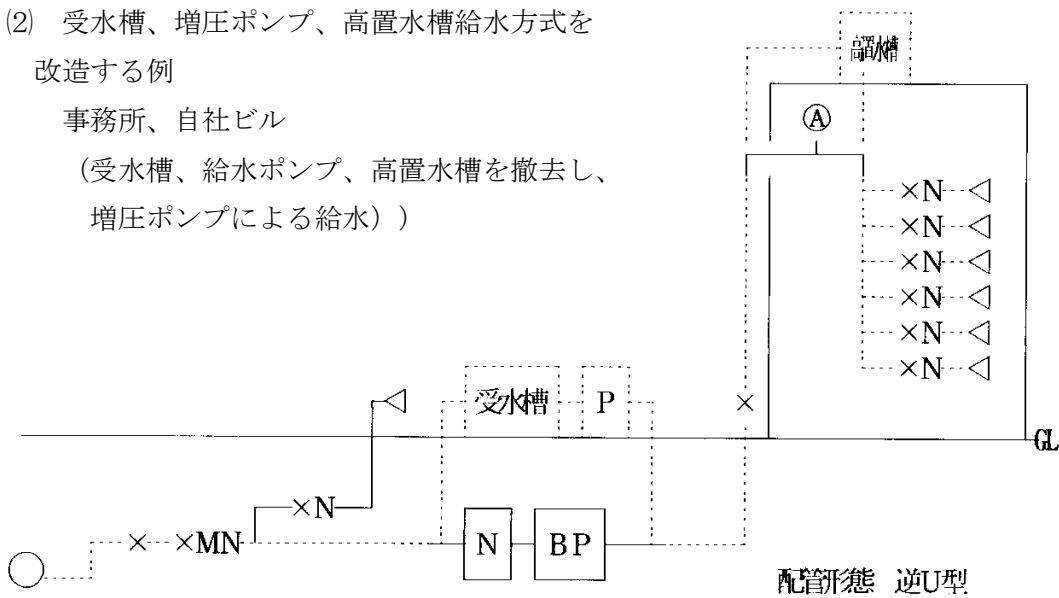 ⑵ 受水槽、増圧ポンプ、高置水槽給水方式を
改造する例
事務所、自社ビル
(受水槽、給水ポンプ、高置水槽を撤去し、
増圧ポンプによる給水))
高置水槽
Ⓐ
×N
×N
×N
×N
×N
×N
受水槽 P
×
GL
×N
× ×MN
N BP
配管形態 逆U型